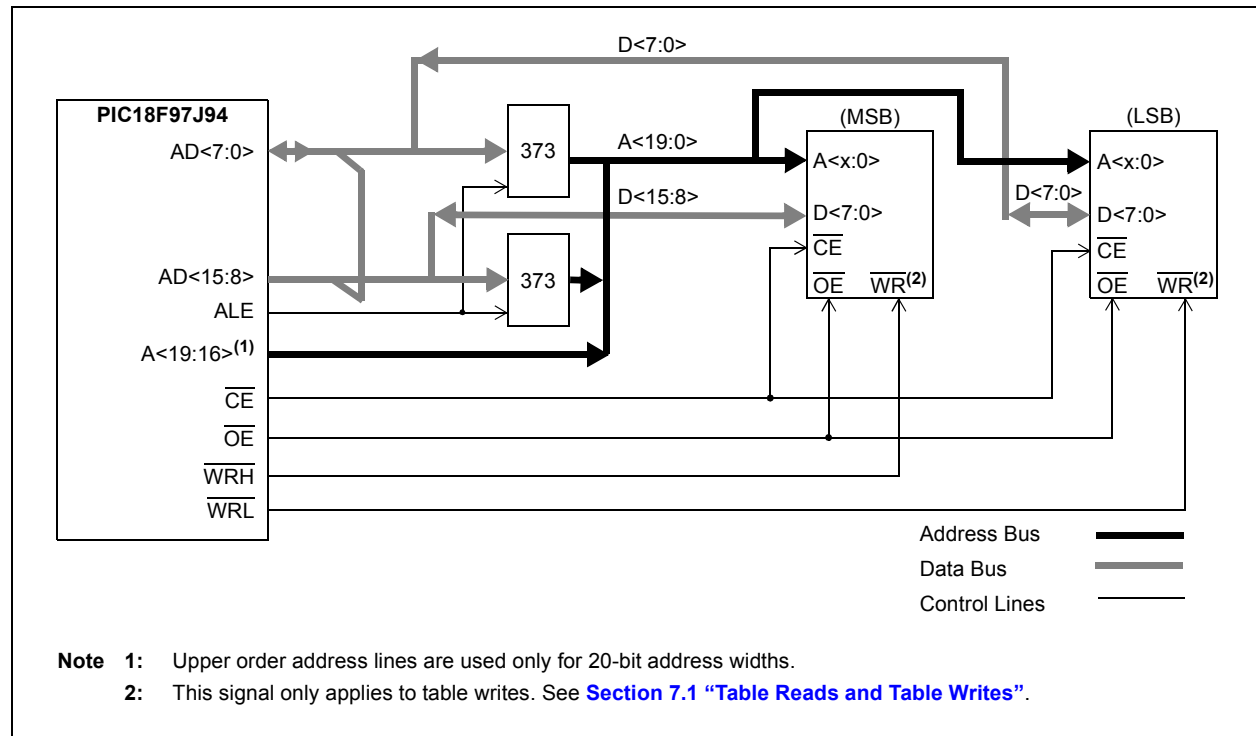 D<7:0>
PIC18F97J94
AD<7:0>
373
A<19:0>
(MSB)
A<x:0>
(LSB)
A<x:0>
D<15:8>
D<7:0>
D<7:0>
D<7:0>
CE
CE
AD<15:8>
373
OE
WR(2)
OE
WR(2)
ALE
A<19:16>(1)
CE
OE
WRH
WRL
Address Bus
Data Bus
Control Lines
Note 1: Upper order address lines are used only for 20-bit address widths.
2: This signal only applies to table writes. See Section 7.1 “Table Reads and Table Writes”.